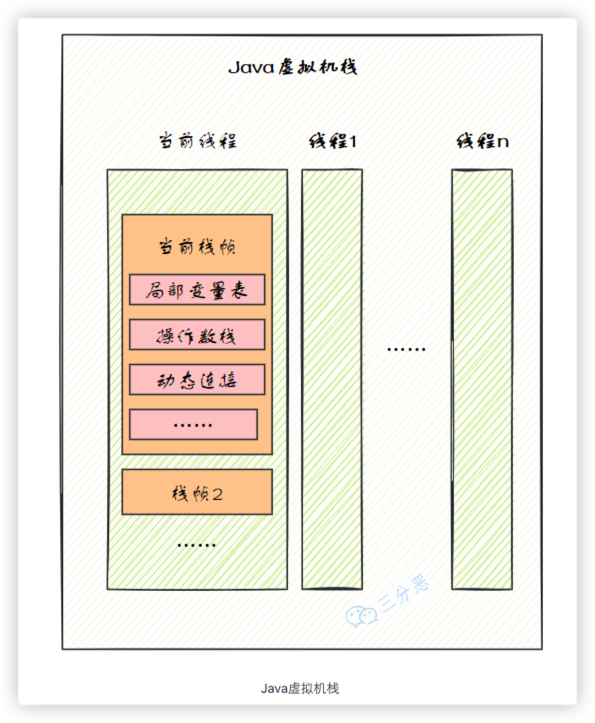 Java虚拟机栈
当前线程
线程1
线程n
当前栈帧
局部变量表
操作数栈
动态连接
……
……
栈帧2
……
三分恶
Java虚拟机栈